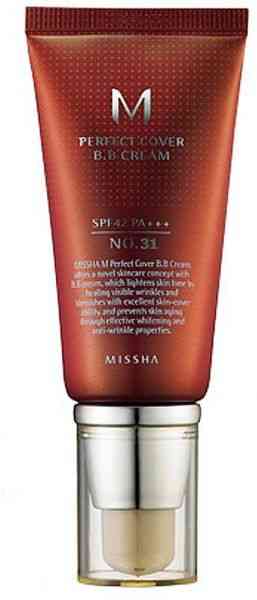 M
PERFECT COVER
B.B CREAM
SPF42 PA+++
NO.31
MISSHA M Perfect Cover B.B Cream
offers a novel skincare concept with
B.B cream, which lightens skin tone in
healing visible wrinkles and
blemishes with excellent skin-cover
ability and prevents skin aging
through effective whitening and
anti-wrinkle properties.
MISSHA